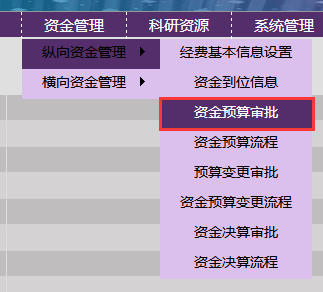 资金管理 科研资源 系统管理
纵向资金管理 经费基本信息设置
横向资金管理 资金到位信息
资金预算审批
资金预算流程
预算变更审批
资金预算变更流程
资金决算审批
资金决算流程